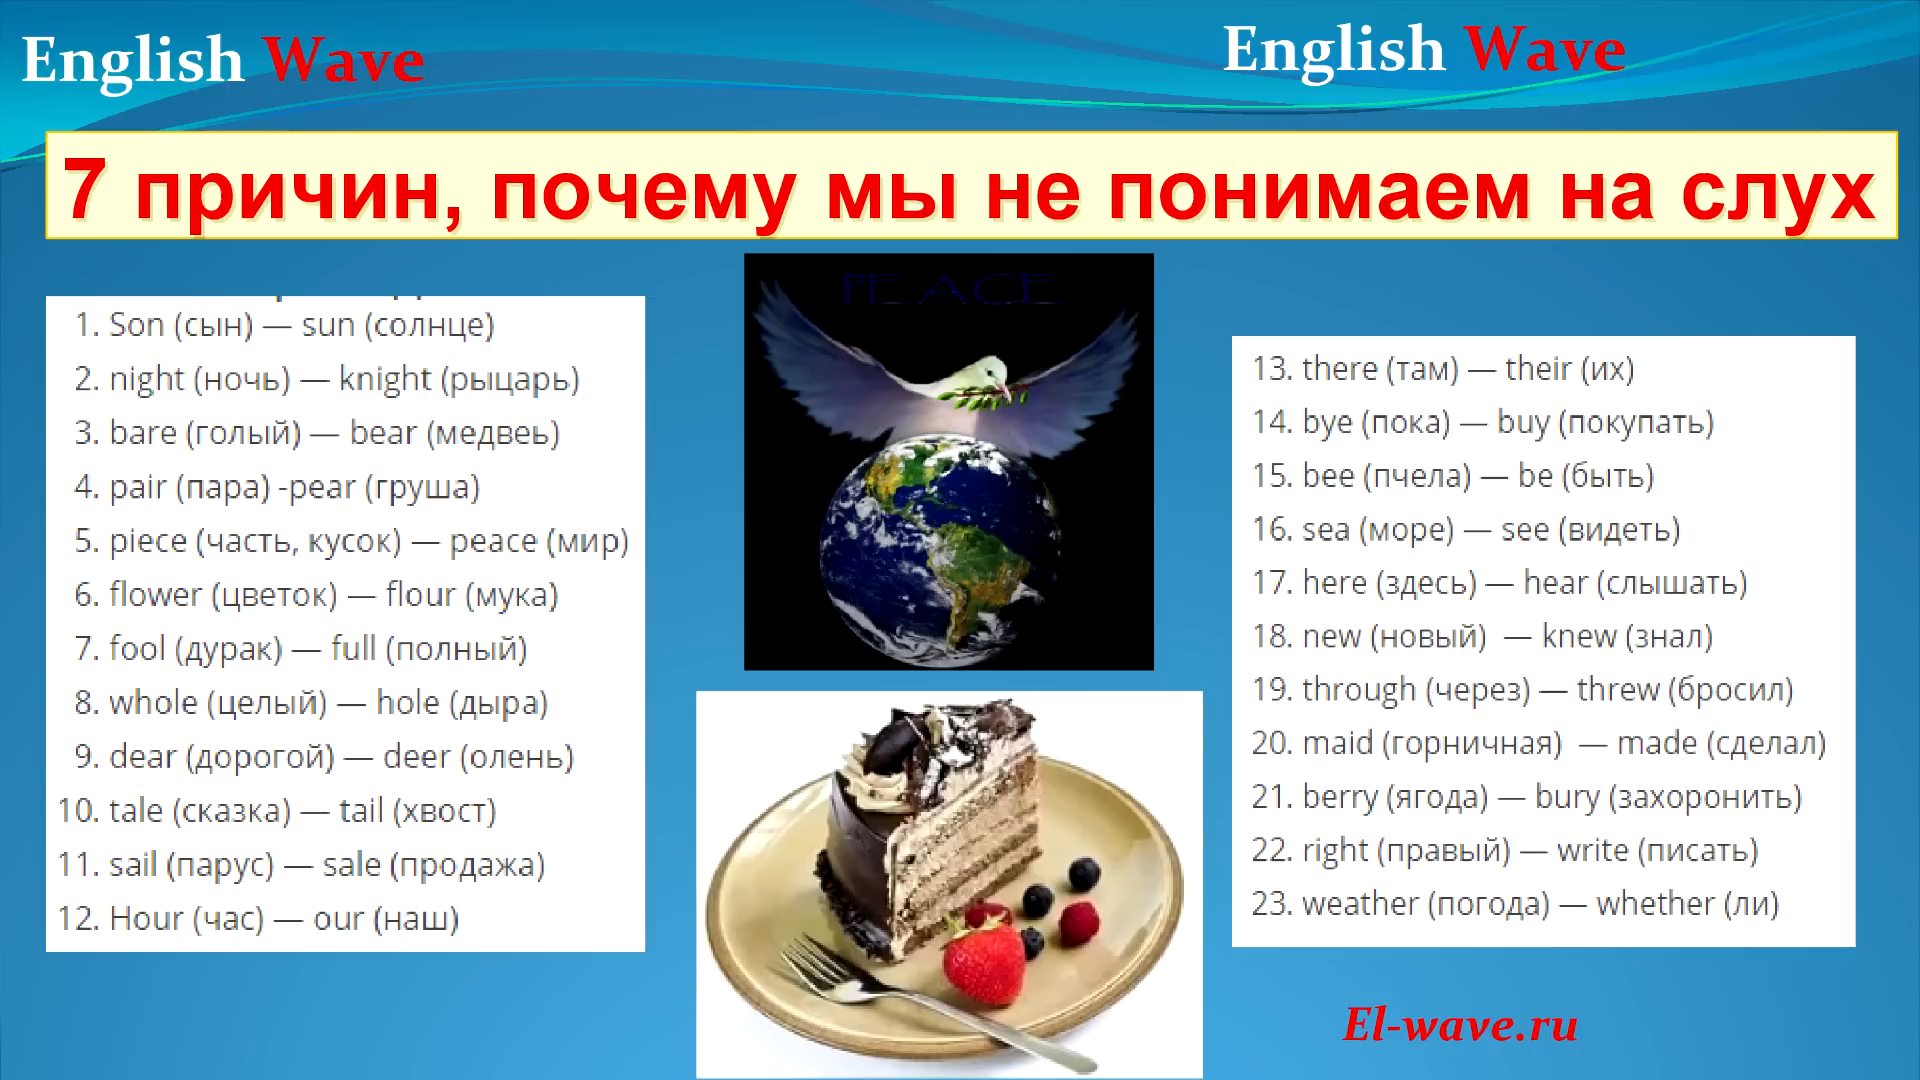 English Wave
English Wave
7 причин, почему мы не понимаем на слух
1. Son (сын) — sun (солнце)
2. night (ночь) — knight (рыцарь)
3. bare (голый) — bear (медвеь)
4. pair (пара) -pear (груша)
5. piece (часть, кусок) — peace (мир)
6. flower (цветок) — flour (мука)
7. fool (дурак) — full (полный)
8. whole (целый) — hole (дыра)
9. dear (дорогой) — deer (олень)
10. tale (сказка) — tail (хвост)
11. sail (парус) — sale (продажа)
12. Hour (час) — our (наш)
PEACE
13. there (там) — their (их)
14. bye (пока) — buy (покупать)
15. bee (пчела) — be (быть)
16. sea (море) — see (видеть)
17. here (здесь) — hear (слышать)
18. new (новый) — knew (знал)
19. through (через) — threw (бросил)
20. maid (горничная) — made (сделал)
21. berry (ягода) — bury (захоронить)
22. right (правый) — write (писать)
23. weather (погода) — whether (ли)
El-wave.ru